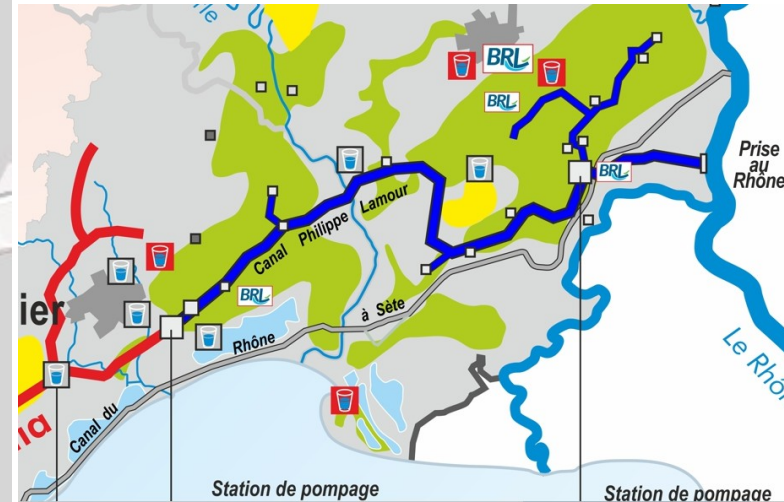 BRL
BRL
Prise
au
Rhône
BRL
Canal Philippe Lamour
BRL
ier
à Sète
Rhône
Canal du
Le Rhô
na
Station de pompage
Station de pompage